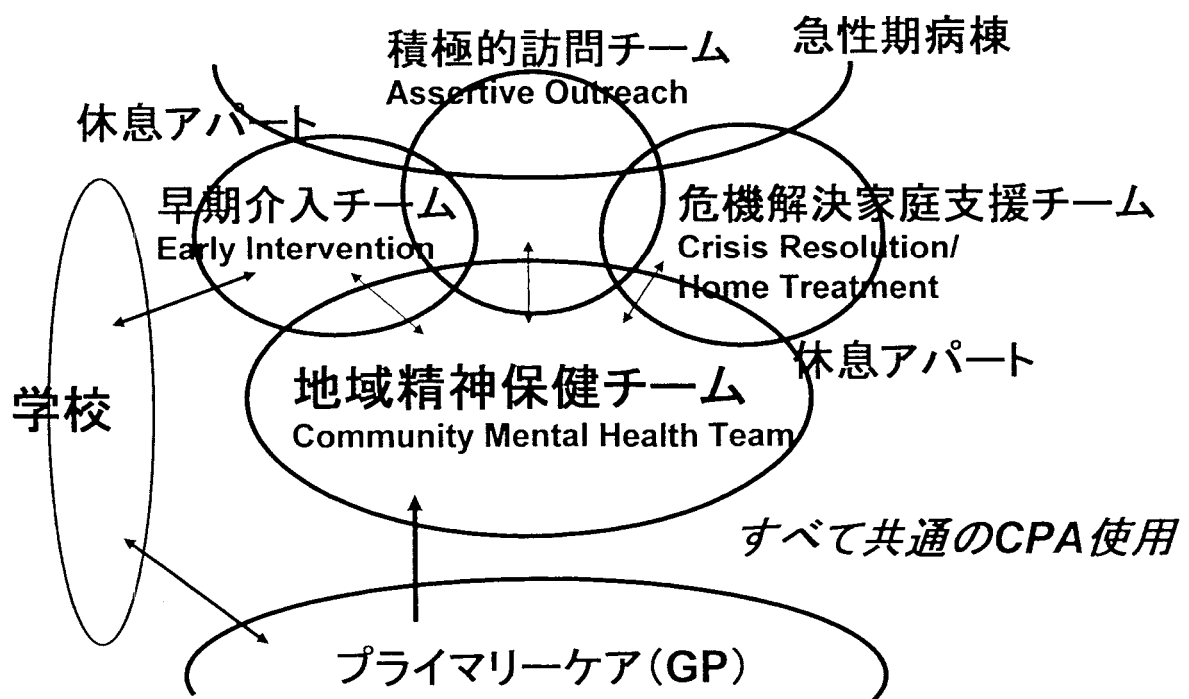 積極的訪問チーム
Assertive Outreach
急性期病棟
休息アパート
早期介入チーム
Early Intervention
危機解決家庭支援チーム
Crisis Resolution/
Home Treatment
休息アパート
学校
地域精神保健チーム
Community Mental Health Team
すべて共通のCPA使用
プライマリーケア(GP)